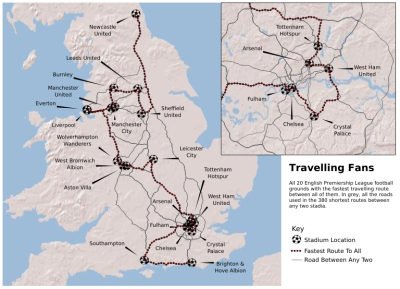 Newcastle
United
Leeds United
Burnley
Manchester
United
Everton
Liverpool
Manchester
City
Sheffield
United
Wolverhampton
Wanderers
West Bromwich
Albion
Aston Villa
Leicester
City
Tottenham
Hotspur
West Ham
United
Arsenal
Fulham
Chelsea
Crystal
Palace
Southampton
Brighton &
Hove Albion
Tottenham
Hotspur
Arsenal
West Ham
United
Fulham
Chelsea
Crystal
Palace
Travelling Fans
All 20 English Premiership League football
grounds with the fastest travelling route
between all of them. In grey, all the roads
used in the 380 shortest routes between
any two stadia.
Key
Stadium Location
Fastest Route To All
Road Between Any Two